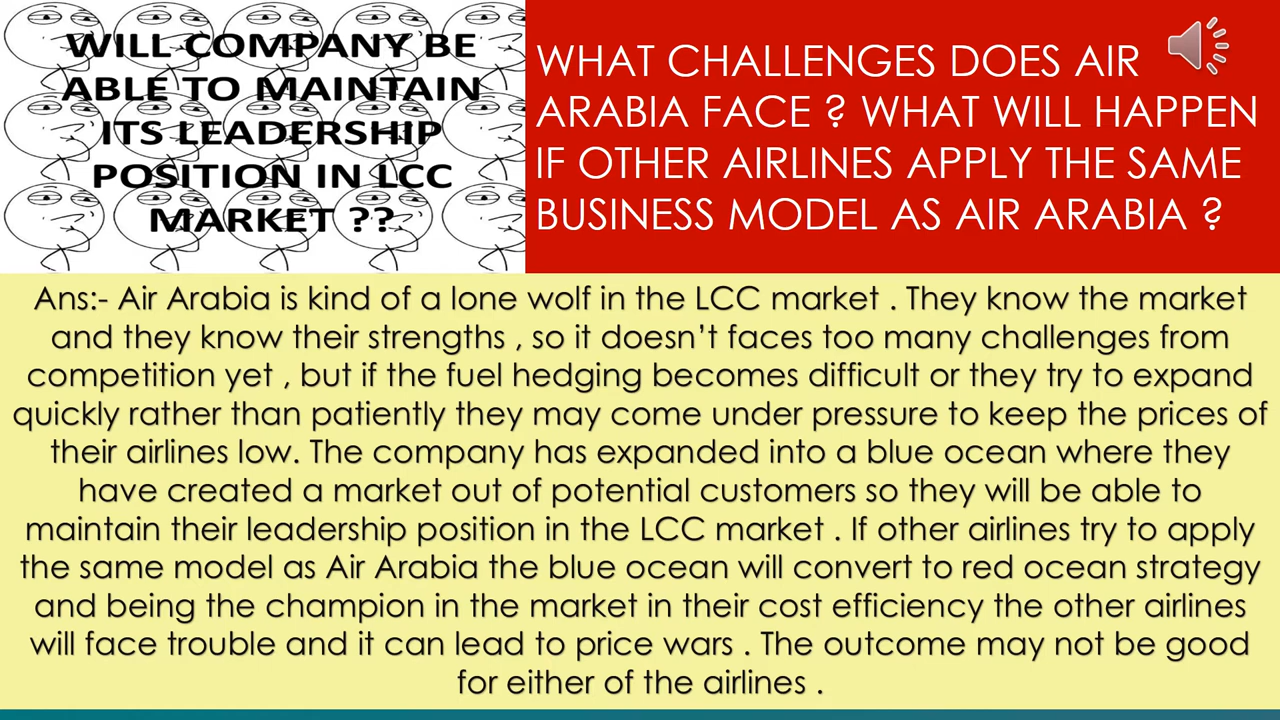 WILL COMPANY BE
ABLE TO MAINTAIN
ITS LEADERSHIP
POSITION IN LCC
MARKET ??
WHAT CHALLENGES DOES AIR
ARABIA FACE ? WHAT WILL HAPPEN
IF OTHER AIRLINES APPLY THE SAME
BUSINESS MODEL AS AIR ARABIA ?
Ans:- Air Arabia is kind of a lone wolf in the LCC market . They know the market
and they know their strengths , so it doesn’t faces too many challenges from
competition yet , but if the fuel hedging becomes difficult or they try to expand
quickly rather than patiently they may come under pressure to keep the prices of
their airlines low. The company has expanded into a blue ocean where they
have created a market out of potential customers so they will be able to
maintain their leadership position in the LCC market . If other airlines try to apply
the same model as Air Arabia the blue ocean will convert to red ocean strategy
and being the champion in the market in their cost efficiency the other airlines
will face trouble and it can lead to price wars . The outcome may not be good
for either of the airlines .